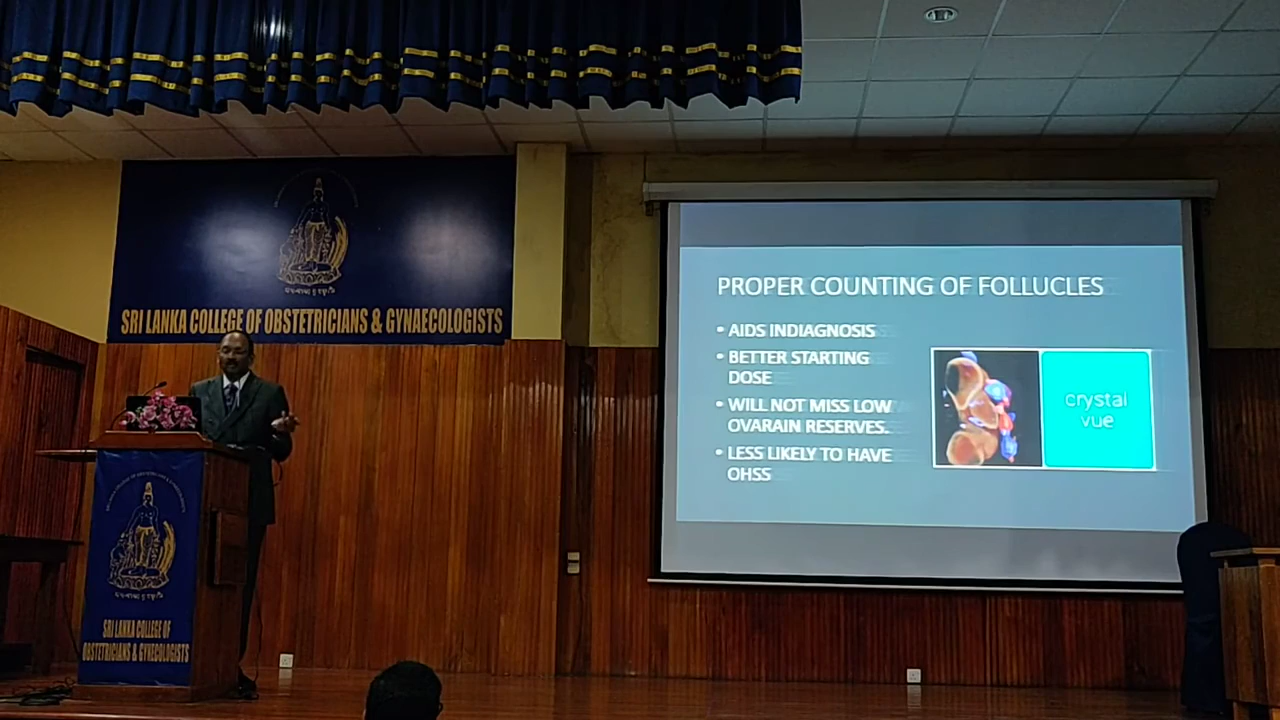 SRI LANKA COLLEGE OF OBSTETRICIANS & GYNAECOLOGISTS
PROPER COUNTING OF FOLLUCLES
• AIDS INDIAGNOSIS
• BETTER STARTING
DOSE
• WILL NOT MISS LOW
OVARAIN RESERVES.
• LESS LIKELY TO HAVE
OHSS
crystal
vue
SRI LANKA COLLEGE OF
OBSTETRICIANS & GYNECOLOGISTS